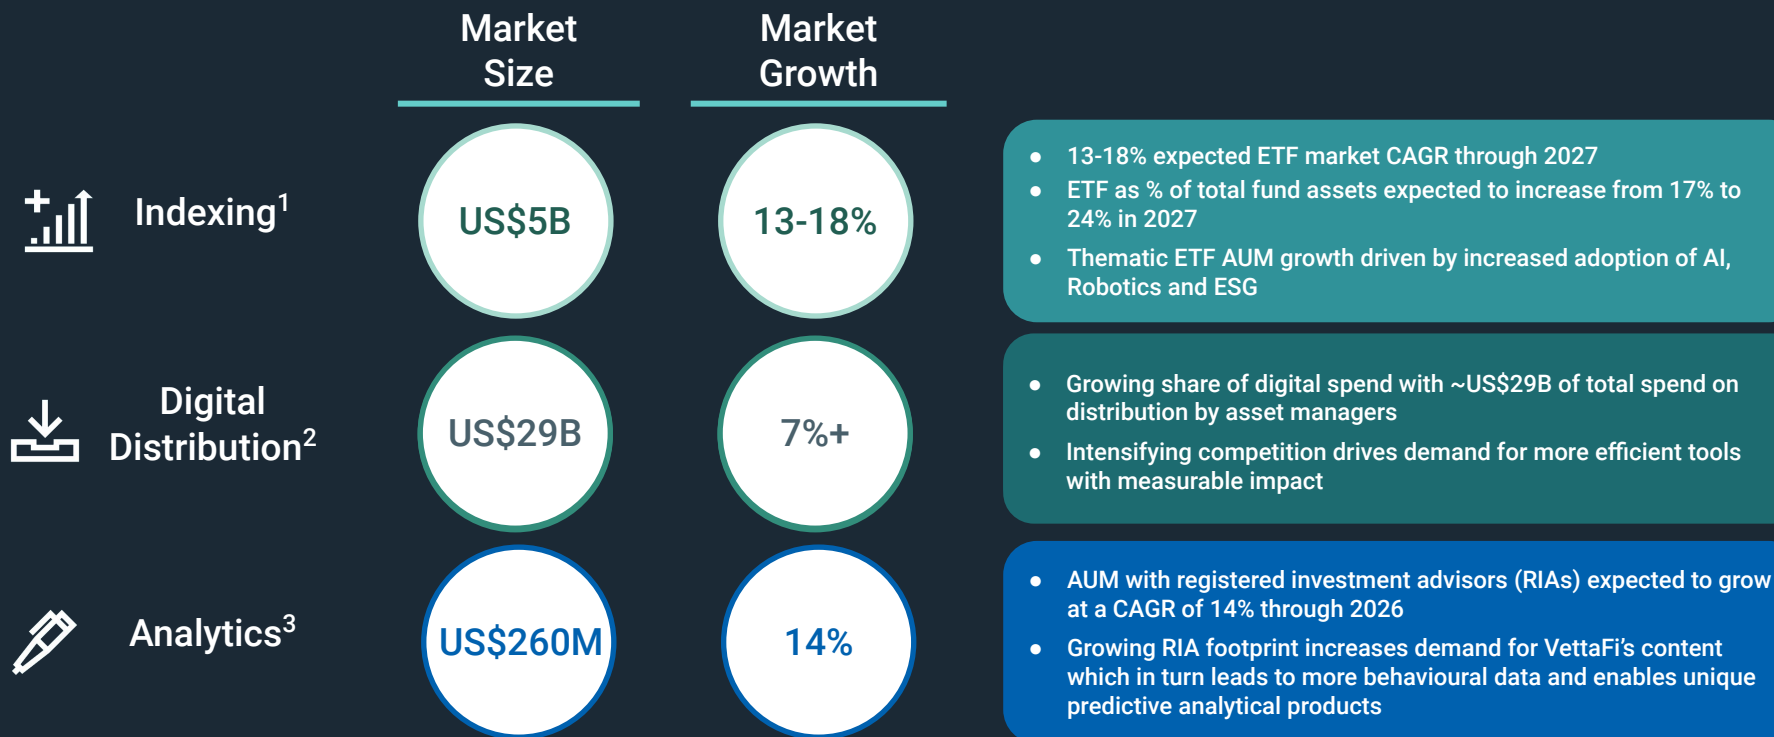 Market
Size
Market
Growth
Indexing1
US$5B
13-18%
● 13-18% expected ETF market CAGR through 2027
● ETF as % of total fund assets expected to increase from 17% to
24% in 2027
● Thematic ETF AUM growth driven by increased adoption of AI,
Robotics and ESG
Digital
Distribution2
US$29B
7%+
● Growing share of digital spend with ~US$29B of total spend on
distribution by asset managers
● Intensifying competition drives demand for more efficient tools
with measurable impact
Analytics3
US$260M
14%
● AUM with registered investment advisors (RIAs) expected to grow
at a CAGR of 14% through 2026
● Growing RIA footprint increases demand for VettaFi’s content
which in turn leads to more behavioural data and enables unique
predictive analytical products